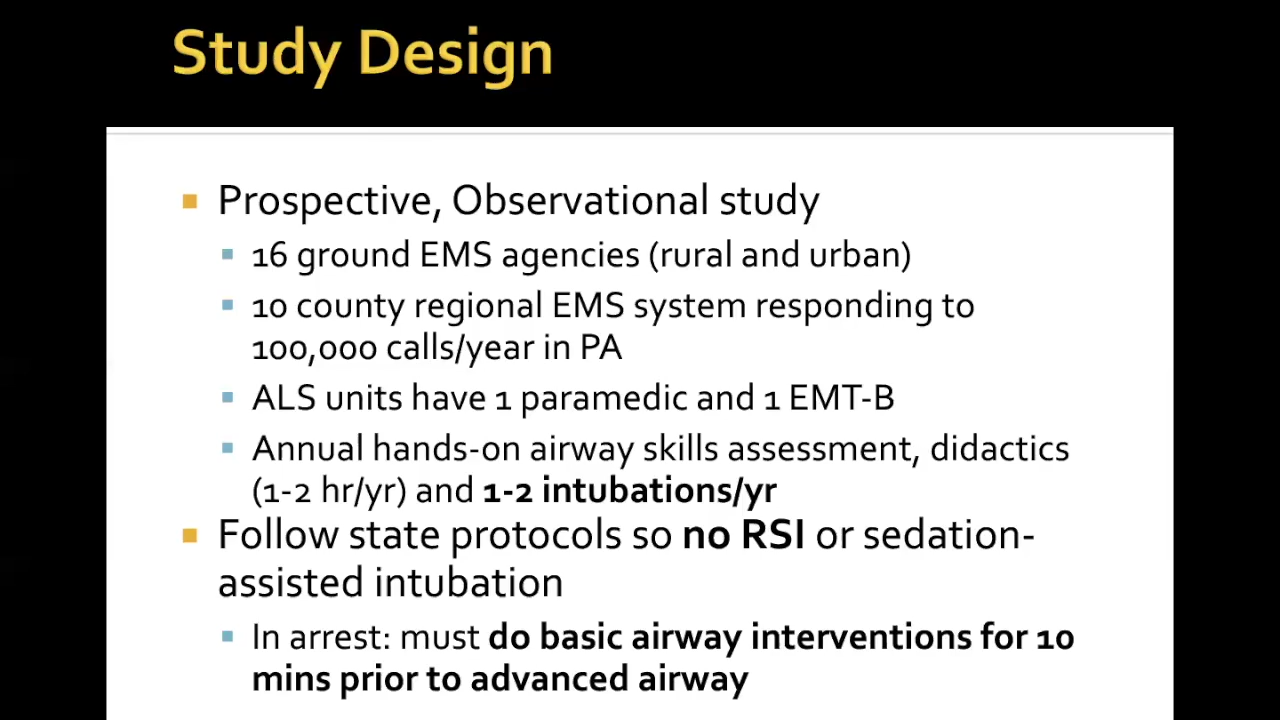 Study Design
Prospective, Observational study
16 ground EMS agencies (rural and urban)
10 county regional EMS system responding to
100,000 calls/year in PA
ALS units have 1 paramedic and 1 EMT-B
Annual hands-on airway skills assessment, didactics
(1-2 hr/yr) and 1-2 intubations/yr
Follow state protocols so no RSI or sedation-
assisted intubation
In arrest: must do basic airway interventions for 10
mins prior to advanced airway